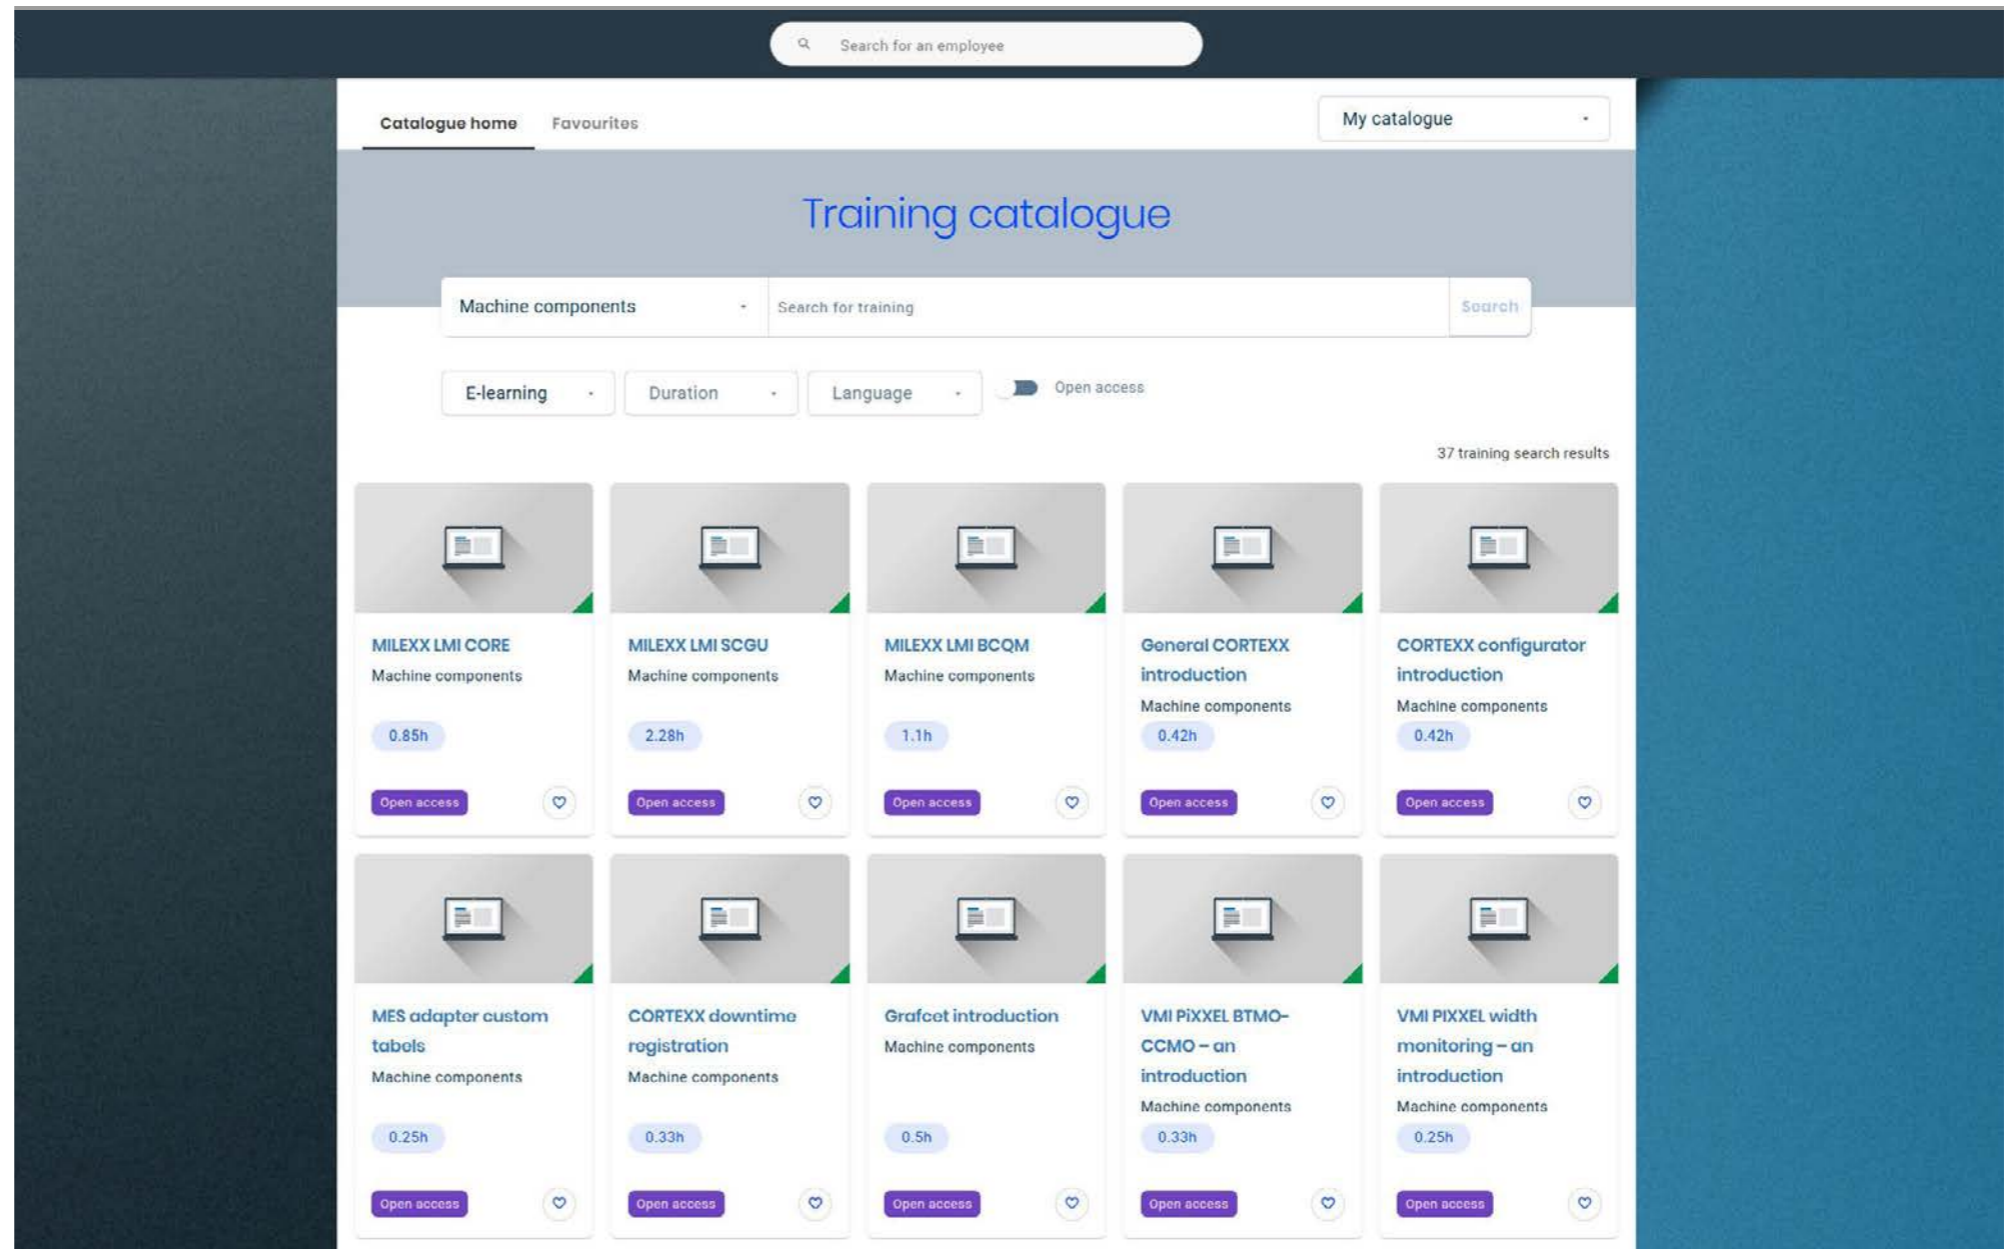 Search for an employee
Catalogue home Favourites My catalogue
Training catalogue
Machine components Search for training Search
E-learning Duration Language Open access
37 training search results
MILEXX LMI CORE
Machine components
0.85h
Open access
MILEXX LMI SCGU
Machine components
2.28h
Open access
MILEXX LMI BCQM
Machine components
1.1h
Open access
General CORTEXX
introduction
Machine components
0.42h
Open access
CORTEXX configurator
introduction
Machine components
0.42h
Open access
MES adapter custom
tabels
Machine components
0.25h
Open access
CORTEXX downtime
registration
Machine components
0.33h
Open access
Grafcet introduction
Machine components
0.5h
Open access
VMI PiXXEL BTMO-
CCMO – an
introduction
Machine components
0.33h
Open access
VMI PIXXEL width
monitoring – an
introduction
Machine components
0.25h
Open access